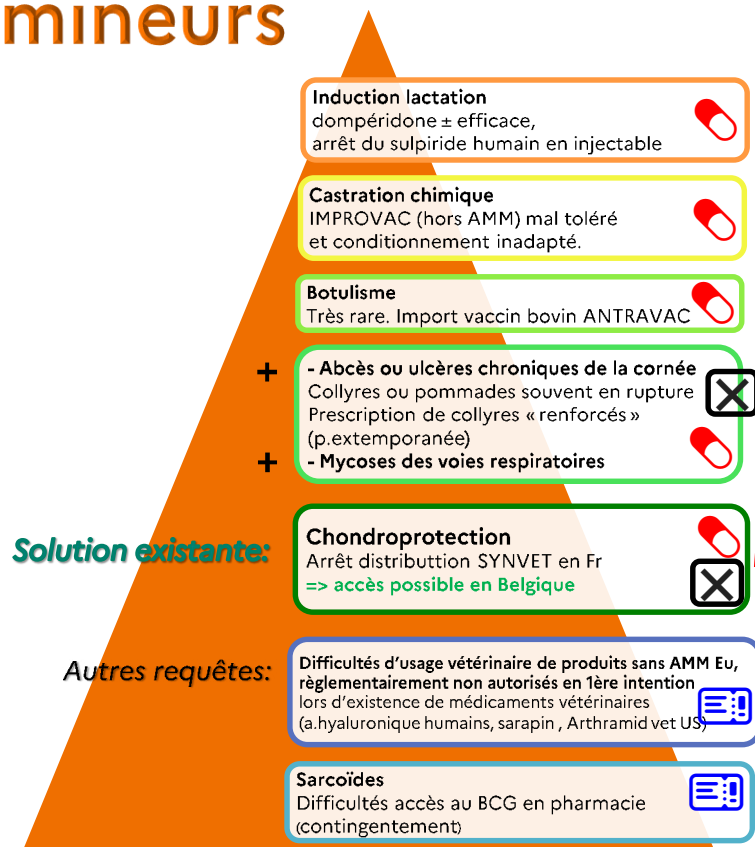 mineurs
Induction lactation
dompéridone ± efficace,
arrêt du sulpiride humain en injectable
Castration chimique
IMPROVAC (hors AMM) mal toléré
et conditionnement inadapté.
Botulisme
Très rare. Import vaccin bovin ANTRAVAC
+ - Abcès ou ulcères chroniques de la cornée
Collyres ou pommades souvent en rupture
Prescription de collyres « renforcés »
(p.extemporanée)
+ - Mycoses des voies respiratoires
Solution existante:
Chondroprotection
Arrêt distributtion SYNVET en Fr
=> accès possible en Belgique
Autres requêtes:
Difficultés d'usage vétérinaire de produits sans AMM Eu,
règlementairement non autorisés en 1ère intention
lors d'existence de médicaments vétérinaires
(a.hyaluronique humains, sarapin , Arthramid vet US)
Sarcoïdes
Difficultés accès au BCG en pharmacie
(contingentement)